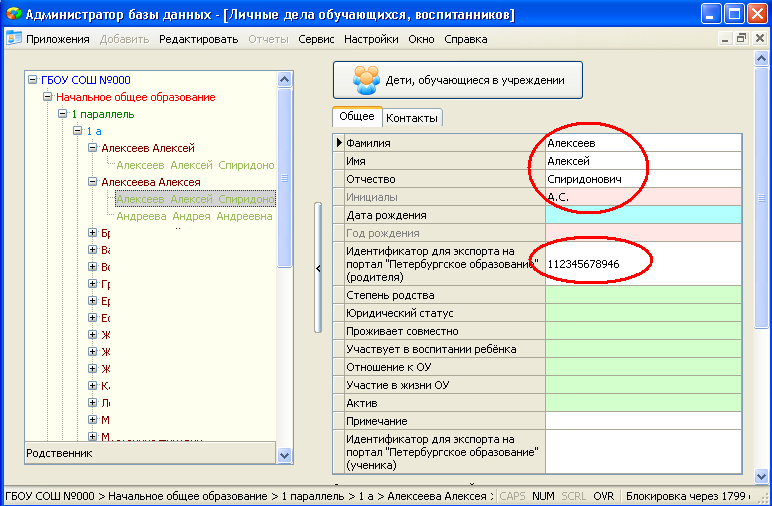 Администратор базы данных - [Личные дела обучающихся, воспитанников]
Приложения Добавить Редактировать Отчеты Сервис Настройки Окно Справка
ГБОУ СОШ №000
Начальное общее образование
1 параллель
1 а
Алексеев Алексей
Алексеев Алексей Спиридоно
Алексеева Алексея
Алексеев Алексей Спиридоно
Андреева Андрея Андреевна
Ба
Во
Гр
Ер
Ес
Ж
Ж
Ж
Ка
Ло
М
Родственник
Дети, обучающиеся в учреждении
Общее Контакты
Фамилия Алексеев
Имя Алексей
Отчество Спиридонович
Инициалы А.С.
Дата рождения
Год рождения
Идентификатор для экспорта на
портал "Петербургское образование"
(родителя) 112345678946
Степень родства
Юридический статус
Проживает совместно
Участвует в воспитании ребёнка
Отношение к ОУ
Участие в жизни ОУ
Актив
Примечание
Идентификатор для экспорта на
портал "Петербургское образование"
(ученика)
ГБОУ СОШ №000 > Начальное общее образование > 1 параллель > 1 а > Алексеева Алексея > CAPS NUM SCRL OVR Блокировка через 1799